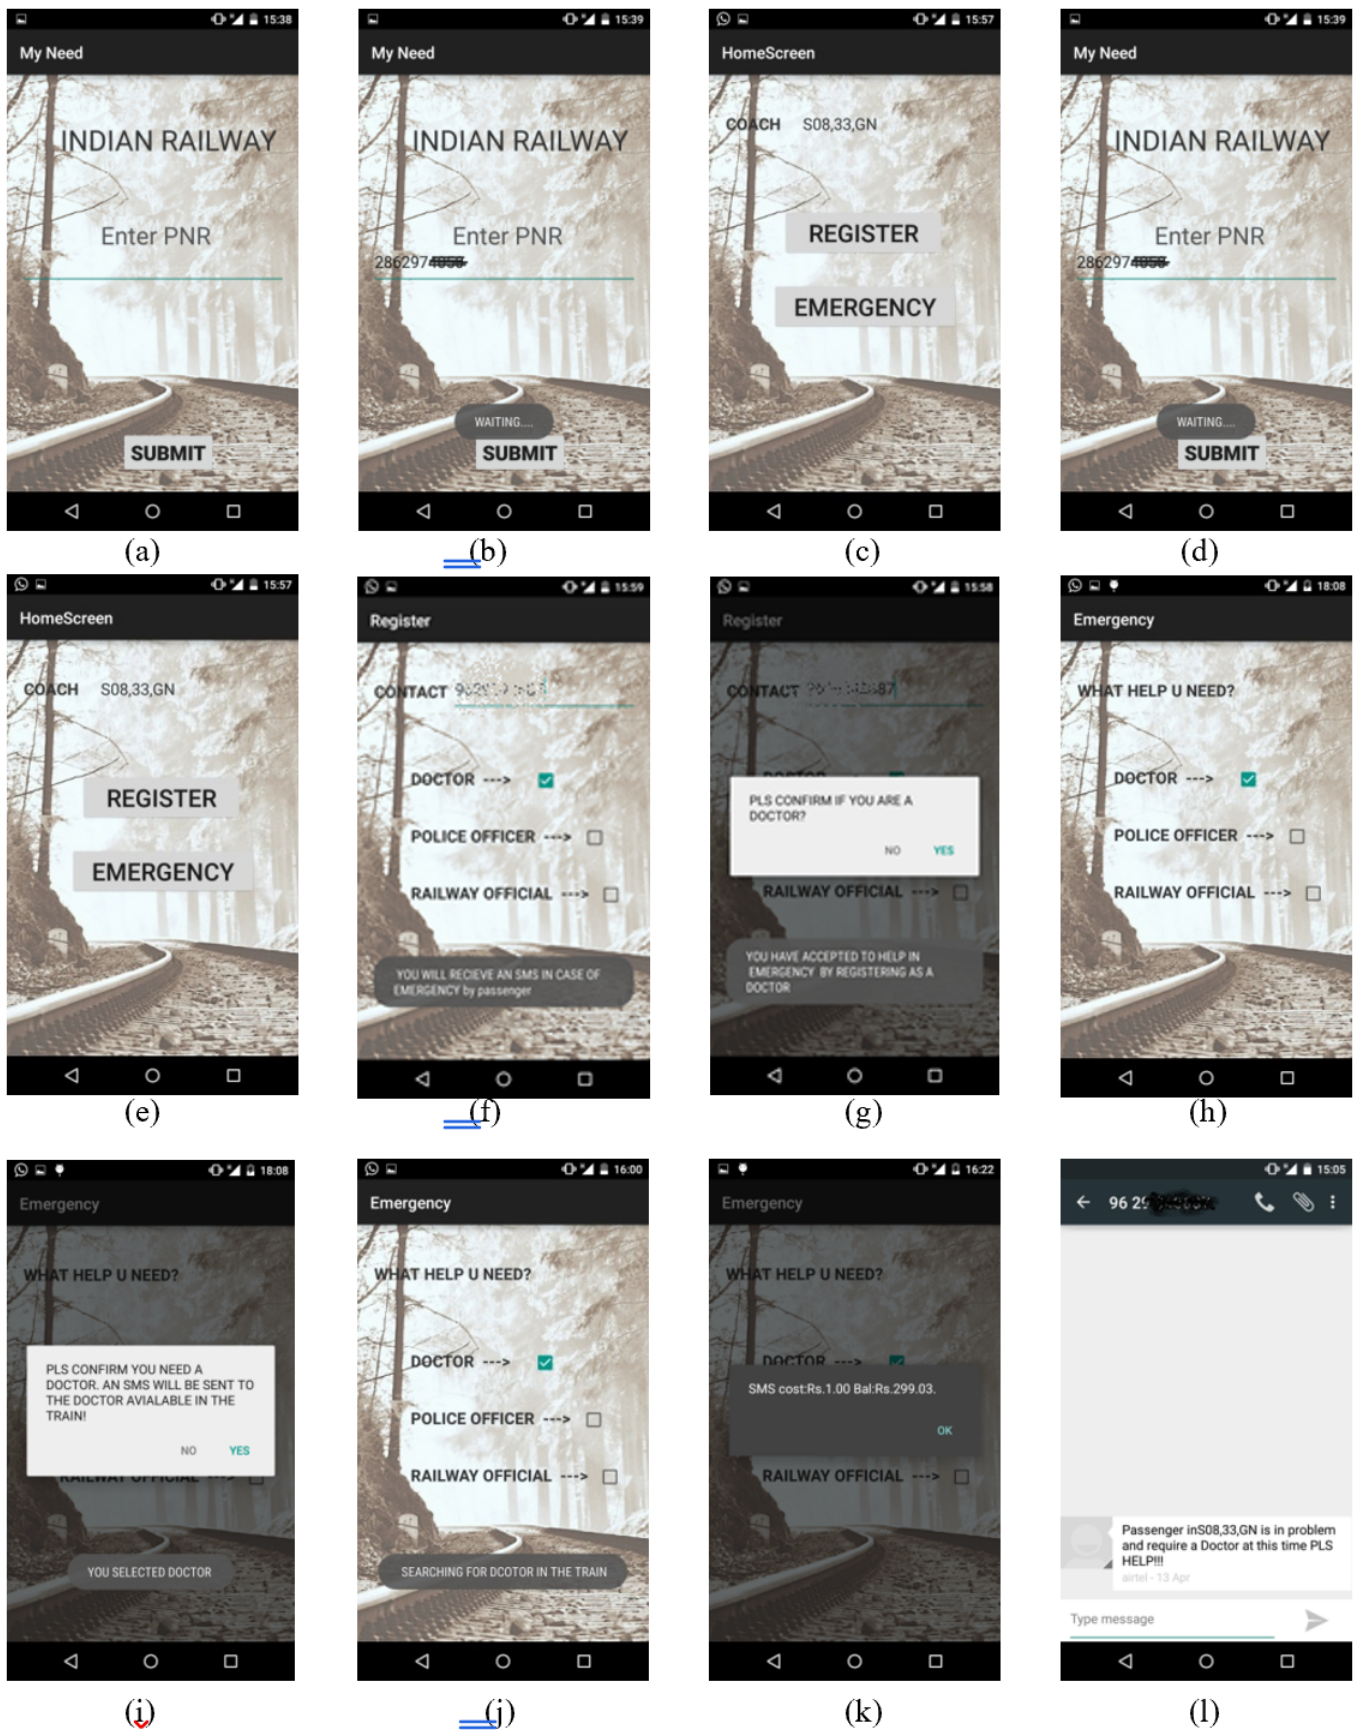 15:38
My Need
INDIAN RAILWAY
Enter PNR
SUBMIT
(a)
15:39
My Need
INDIAN RAILWAY
Enter PNR
286297
WAITING....
SUBMIT
(b)
15:57
HomeScreen
COACH S08,33,GN
REGISTER
EMERGENCY
(c)
15:39
My Need
INDIAN RAILWAY
Enter PNR
286297
WAITING....
SUBMIT
(d)
15:57
HomeScreen
COACH S08,33,GN
REGISTER
EMERGENCY
(e)
15:59
Register
CONTACT
DOCTOR --->
POLICE OFFICER --->
RAILWAY OFFICIAL --->
YOU WILL RECIEVE AN SMS IN CASE OF
EMERGENCY by passenger
(f)
15:58
Register
CONTACT
DOCTOR
PLS CONFIRM IF YOU ARE A
DOCTOR?
NO YES
RAILWAY OFFICIAL --->
YOU HAVE ACCEPTED TO HELP IN
EMERGENCY BY REGISTERING AS A
DOCTOR
(g)
18:08
Emergency
WHAT HELP U NEED?
DOCTOR --->
POLICE OFFICER --->
RAILWAY OFFICIAL --->
(h)
18:08
Emergency
WHAT HELP U NEED?
PLS CONFIRM YOU NEED A
DOCTOR. AN SMS WILL BE SENT TO
THE DOCTOR AVIALABLE IN THE
TRAIN!
NO YES
RAILWAY OFFICIAL --->
YOU SELECTED DOCTOR
(i)
16:00
Emergency
WHAT HELP U NEED?
DOCTOR --->
POLICE OFFICER --->
RAILWAY OFFICIAL --->
SEARCHING FOR DCOTOR IN THE TRAIN
(j)
16:22
Emergency
WHAT HELP U NEED?
DOCTOR --->
SMS cost:Rs.1.00 Bal:Rs.299.03.
OK
RAILWAY OFFICIAL --->
(k)
15:05
96 29
Passenger inS08,33,GN is in problem
and require a Doctor at this time PLS
HELP!!!
airtel - 13 Apr
Type message
(l)